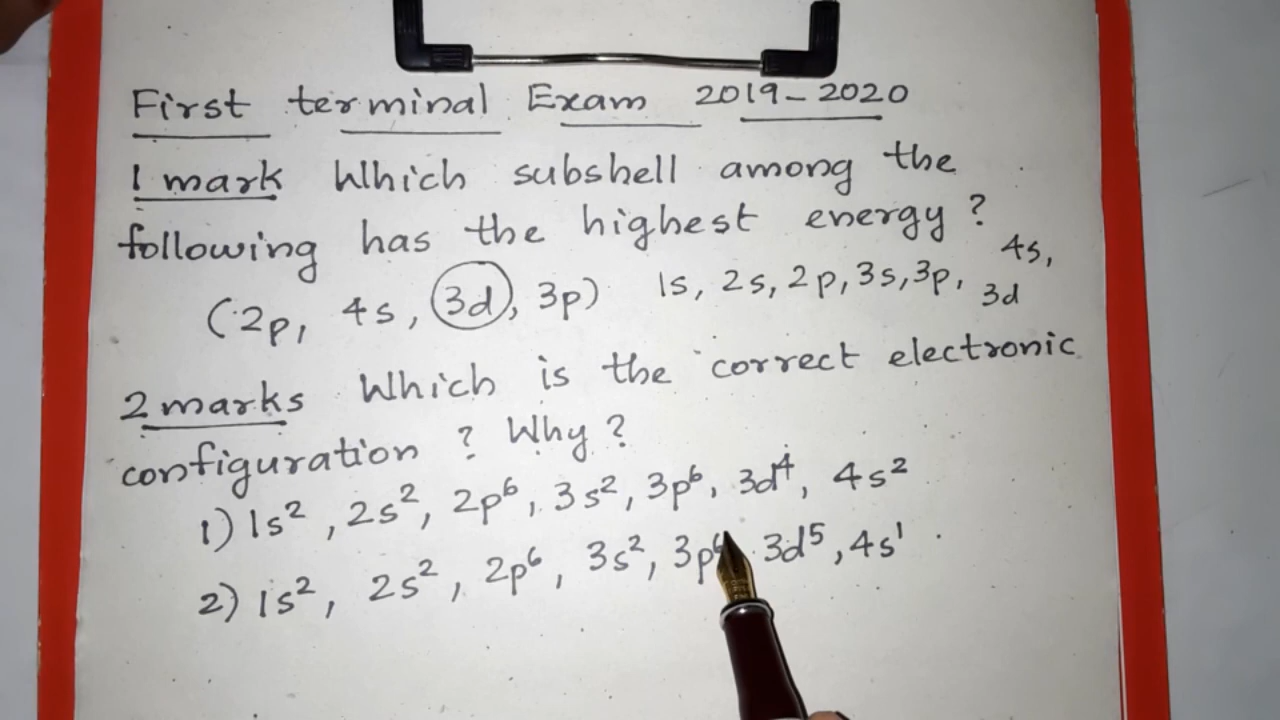 First terminal Exam 2019-2020
1 mark Which subshell among the
following has the highest energy ?
(2p, 4s, 3d, 3p) 1s, 2s, 2p, 3s, 3p, 4s, 3d
2 marks Which is the correct electronic
configuration ? Why ?
1) 1s², 2s², 2p⁶, 3s², 3p⁶, 3d⁴, 4s²
2) 1s², 2s², 2p⁶, 3s², 3p⁶ 3d⁵, 4s¹.